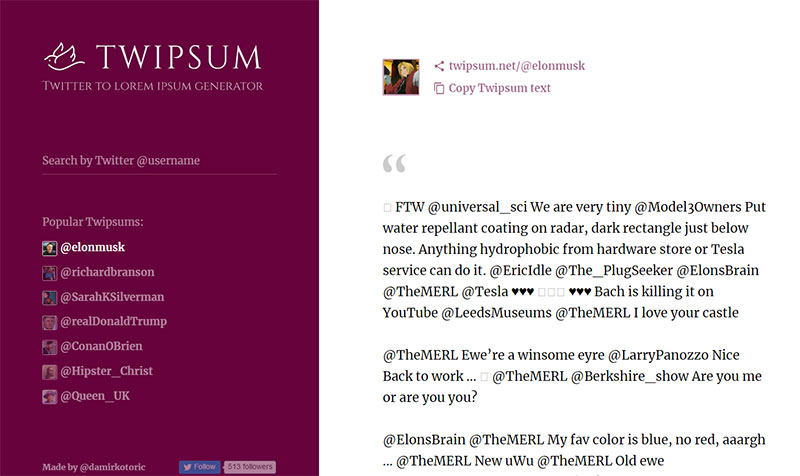 TWIPSUM
TWITTER TO LOREM IPSUM GENERATOR
Search by Twitter @username
Popular Twipsums:
@elonmusk
@richardbranson
@SarahKSilverman
@realDonaldTrump
@ConanOBrien
@Hipster_Christ
@Queen_UK
Made by @damirkotoric
Follow
513 followers
twipsum.net/@elonmusk
Copy Twipsum text
“
FTW @universal_sci We are very tiny @Model3Owners Put
water repellant coating on radar, dark rectangle just below
nose. Anything hydrophobic from hardware store or Tesla
service can do it. @EricIdle @The_PlugSeeker @ElonsBrain
@TheMERL @Tesla ♥♥♥ □□□ ♥♥♥ Bach is killing it on
YouTube @LeedsMuseums @TheMERL I love your castle
@TheMERL Ewe’re a winsome eyre @LarryPanozzo Nice
Back to work ... □ @TheMERL @Berkshire_show Are you me
or are you you?
@ElonsBrain @TheMERL My fav color is blue, no red, aaargh
... @TheMERL New uWu @TheMERL Old ewe